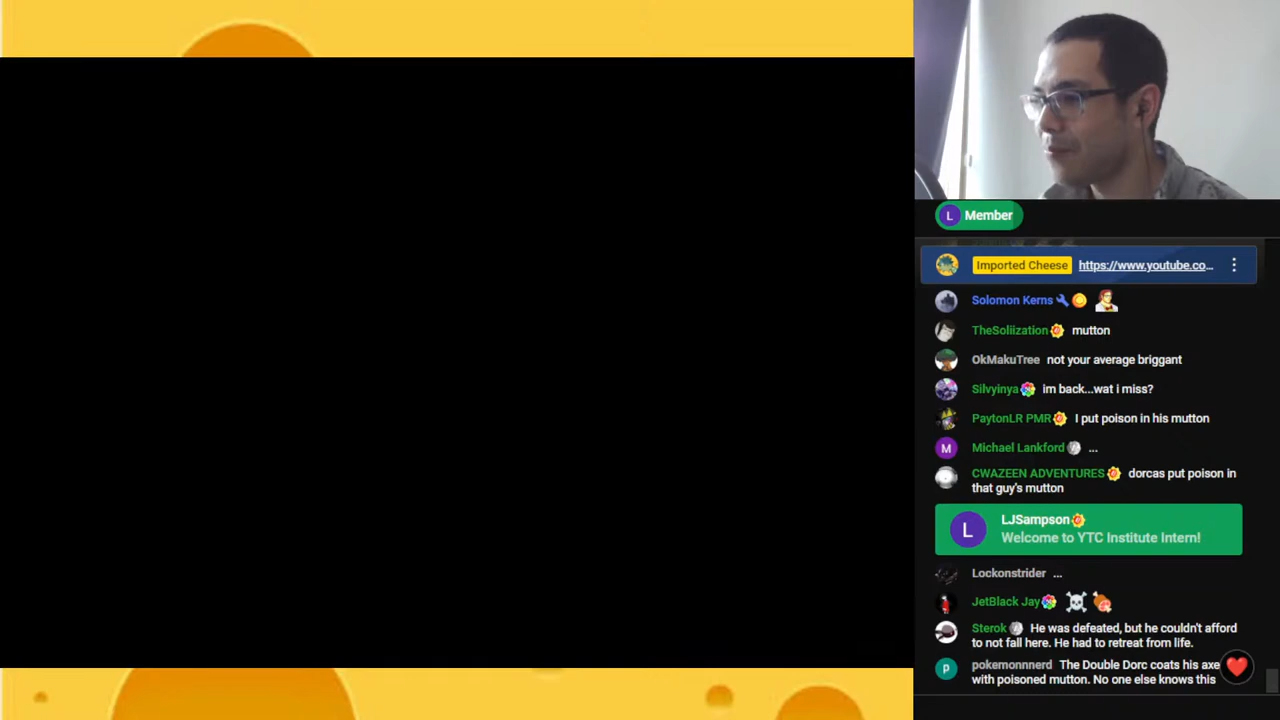 L Member
Imported Cheese https://www.youtube.co...
Solomon Kerns
TheSoliization mutton
OkMakuTree not your average briggant
Silvyinya im back...wat i miss?
PaytonLR PMR I put poison in his mutton
M Michael Lankford ...
CWAZEEN ADVENTURES dorcas put poison in
that guy's mutton
L LJSampson
Welcome to YTC Institute Intern!
Lockonstrider ...
JetBlack Jay
Sterok He was defeated, but he couldn't afford
to not fall here. He had to retreat from life.
p pokemonnnerd The Double Dorc coats his axe
with poisoned mutton. No one else knows this